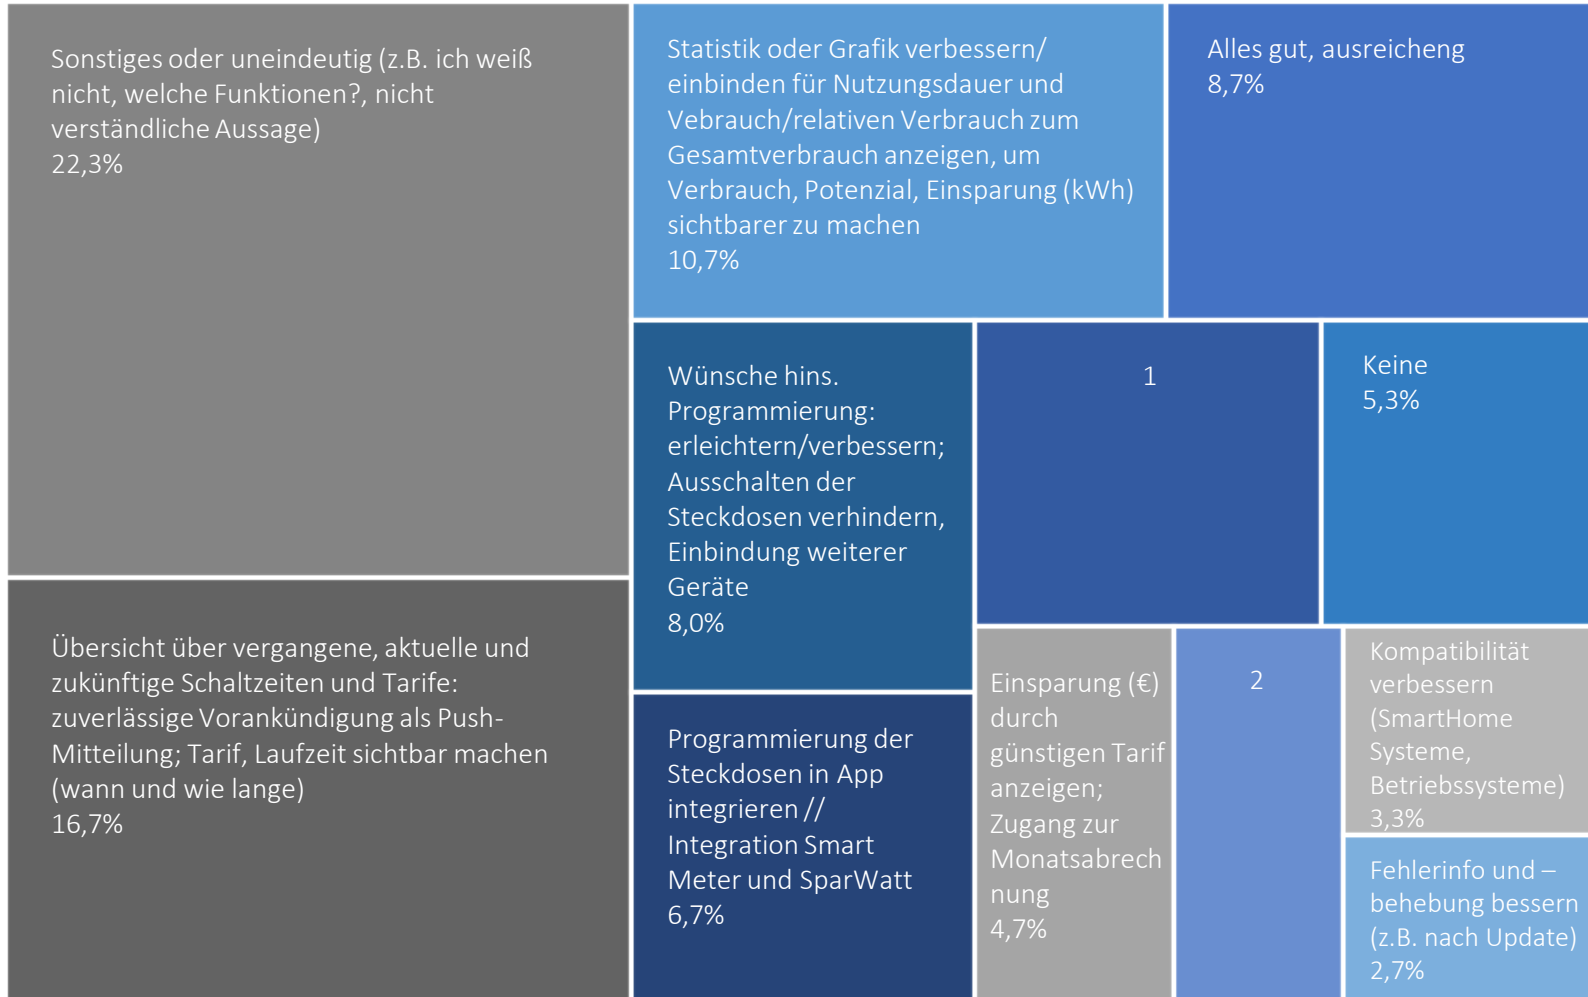 Sonstiges oder uneindeutig (z.B. ich weiß
nicht, welche Funktionen?, nicht
verständliche Aussage)
22,3%
Übersicht über vergangene, aktuelle und
zukünftige Schaltzeiten und Tarife:
zuverlässige Vorankündigung als Push-
Mitteilung; Tarif, Laufzeit sichtbar machen
(wann und wie lange)
16,7%
Statistik oder Grafik verbessern/
einbinden für Nutzungsdauer und
Vebrauch/relativen Verbrauch zum
Gesamtverbrauch anzeigen, um
Verbrauch, Potenzial, Einsparung (kWh)
sichtbarer zu machen
10,7%
Alles gut, ausreicheng
8,7%
Wünsche hins.
Programmierung:
erleichtern/verbessern;
Ausschalten der
Steckdosen verhindern,
Einbindung weiterer
Geräte
8,0%
Programmierung der
Steckdosen in App
integrieren //
Integration Smart
Meter und SparWatt
6,7%
1
Keine
5,3%
Einsparung (€)
durch
günstigen Tarif
anzeigen;
Zugang zur
Monatsabrech
nung
4,7%
2
Kompatibilität
verbessern
(SmartHome
Systeme,
Betriebssysteme)
3,3%
Fehlerinfo und –
behebung bessern
(z.B. nach Update)
2,7%